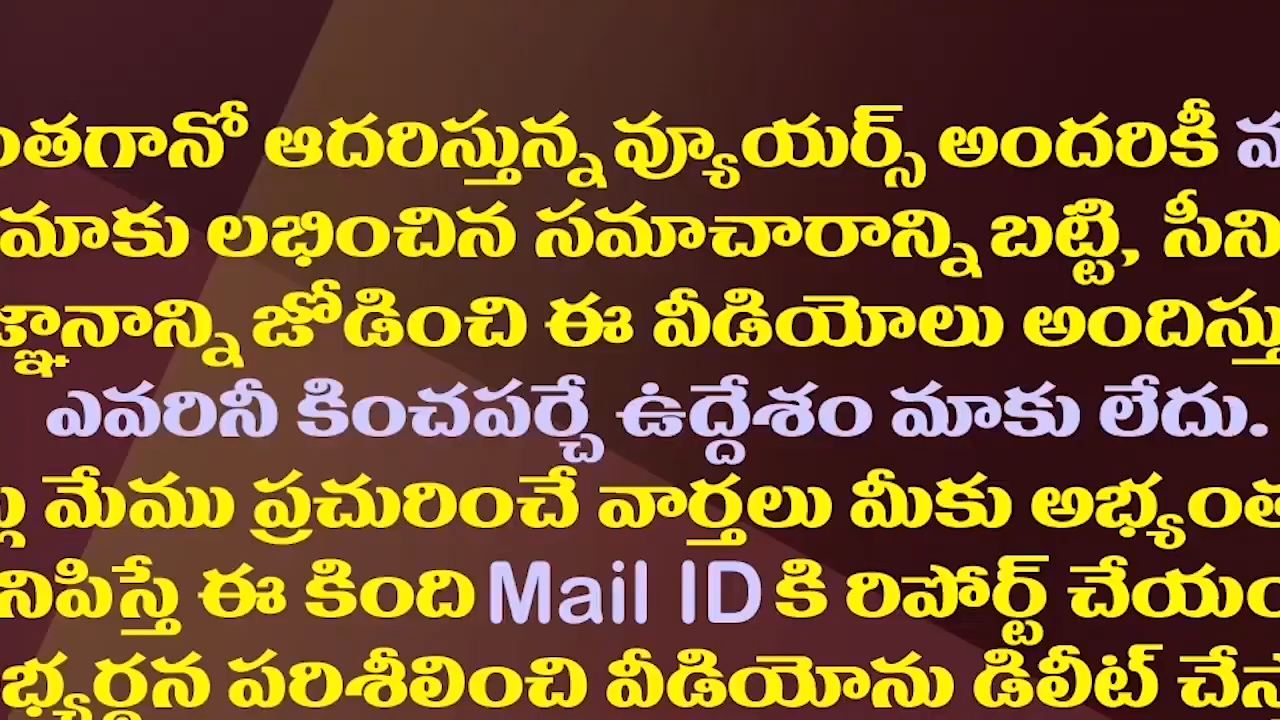 ఆదరిస్తున్న వ్యూయర్స్ అందరికీ
మాకు లభించిన సమాచారాన్ని బట్టి,
జోడించి ఈ వీడియోలు
ఎవరినీ కించపర్చే ఉద్దేశం మాకు లేదు.
మేము ప్రచురించే వార్తలు మీకు
ఈ కింది Mail ID కి రిపోర్ట్
పరిశీలించి వీడియోను డిలీట్